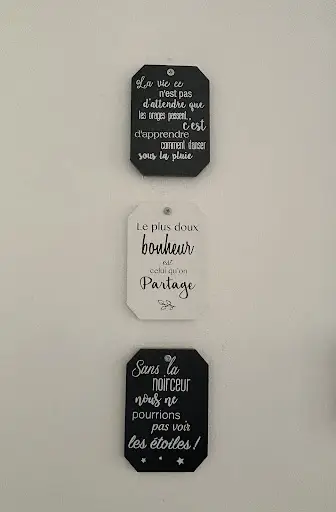 La vie ce
n'est pas
d'attendre que
les orages passent,
c'est
d'apprendre
comment danser
sous la pluie
Le plus doux
bonheur
est
celui qu'on
Partage
Sans la
noirceur
nous ne
pourrions
pas voir
les étoiles !